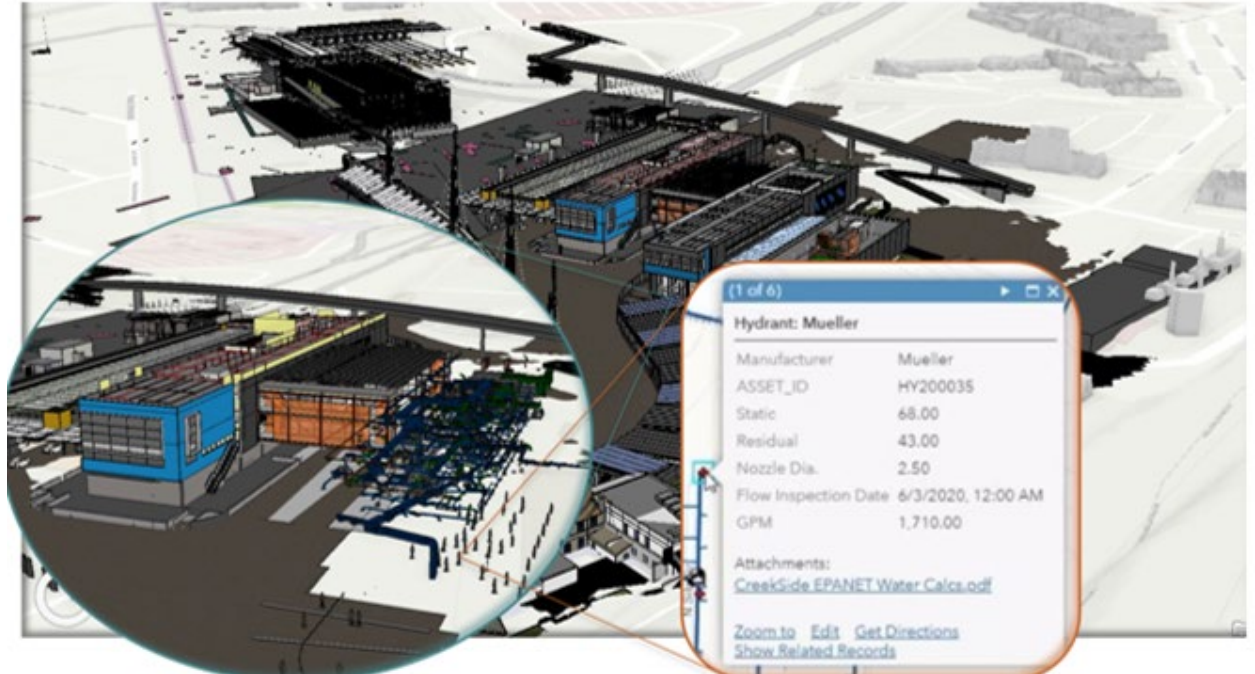 (1 of 6)
Hydrant: Mueller
Manufacturer Mueller
ASSET_ID HY200035
Static 68.00
Residual 43.00
Nozzle Dia. 2.50
Flow Inspection Date 6/3/2020, 12:00 AM
GPM 1,710.00
Attachments:
CreekSide EPANET Water Calcs.pdf
Zoom to Edit Get Directions
Show Related Records